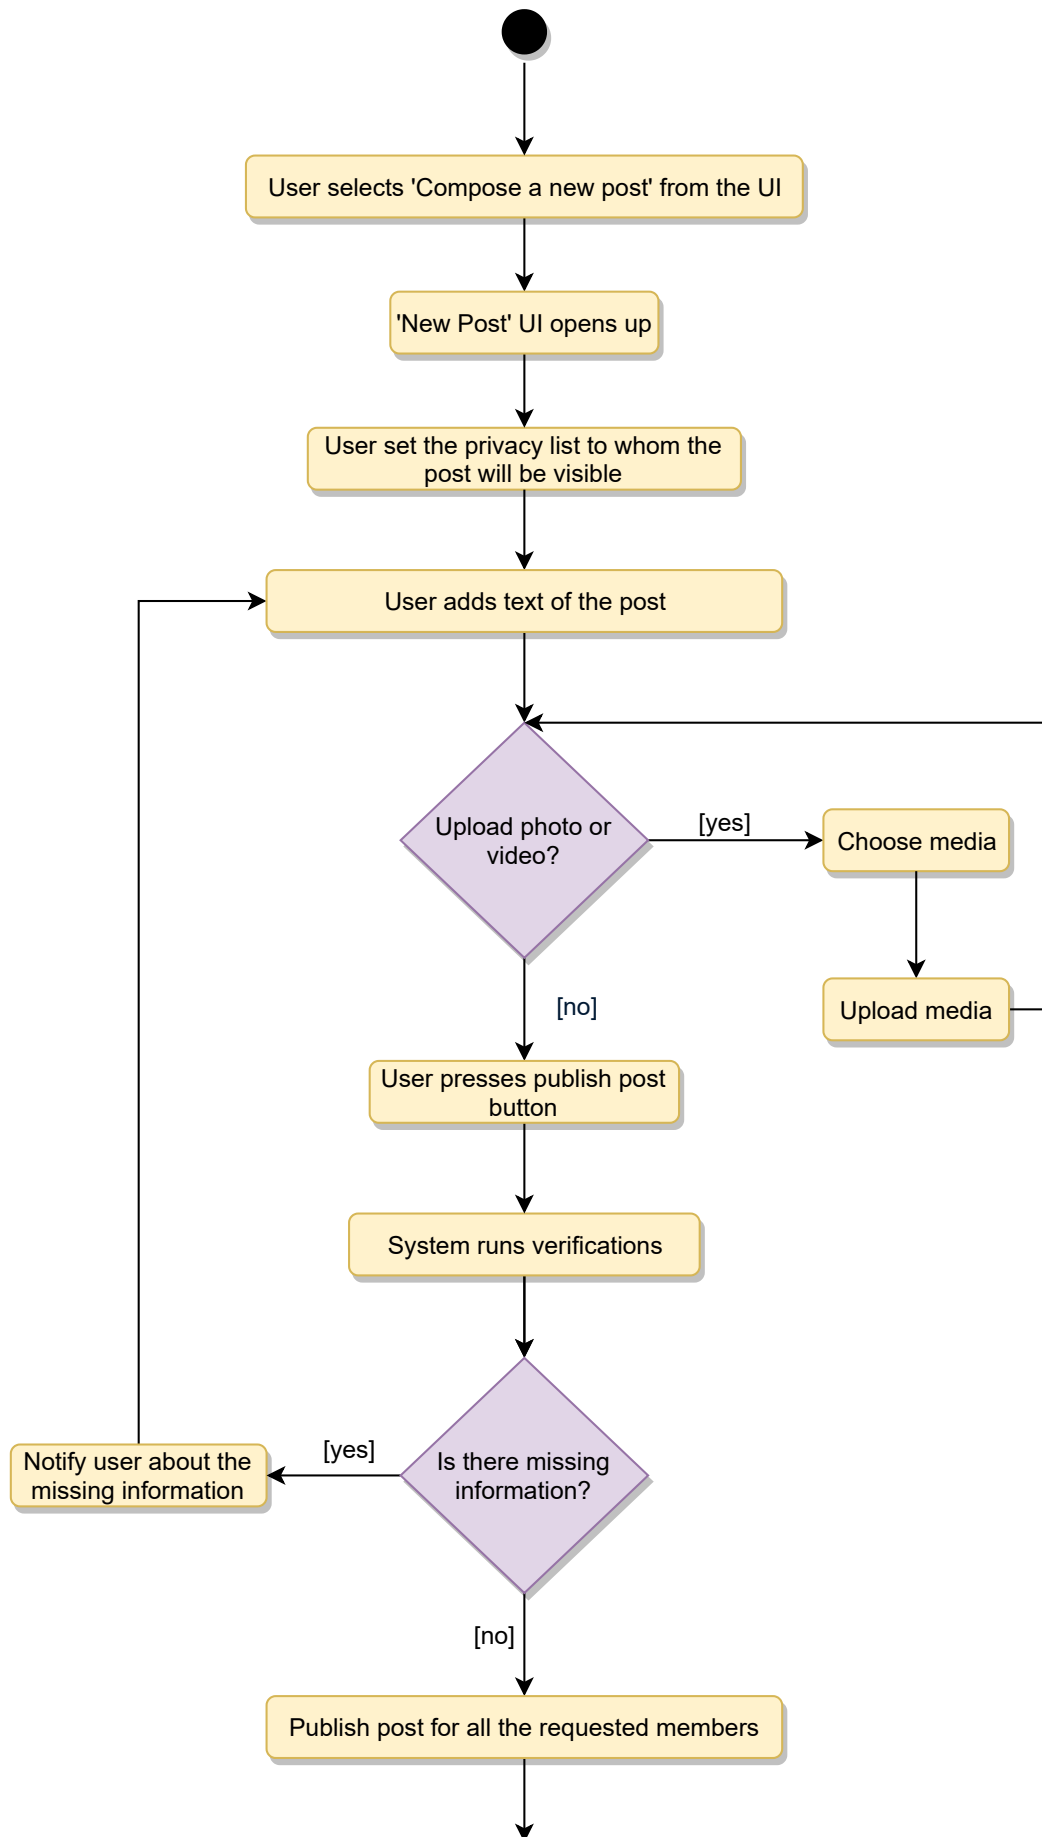 User selects 'Compose a new post' from the UI
'New Post' UI opens up
User set the privacy list to whom the
post will be visible
User adds text of the post
Upload photo or
video?
[yes]
Choose media
Upload media
[no]
User presses publish post
button
System runs verifications
Is there missing
information?
[yes]
Notify user about the
missing information
[no]
Publish post for all the requested members